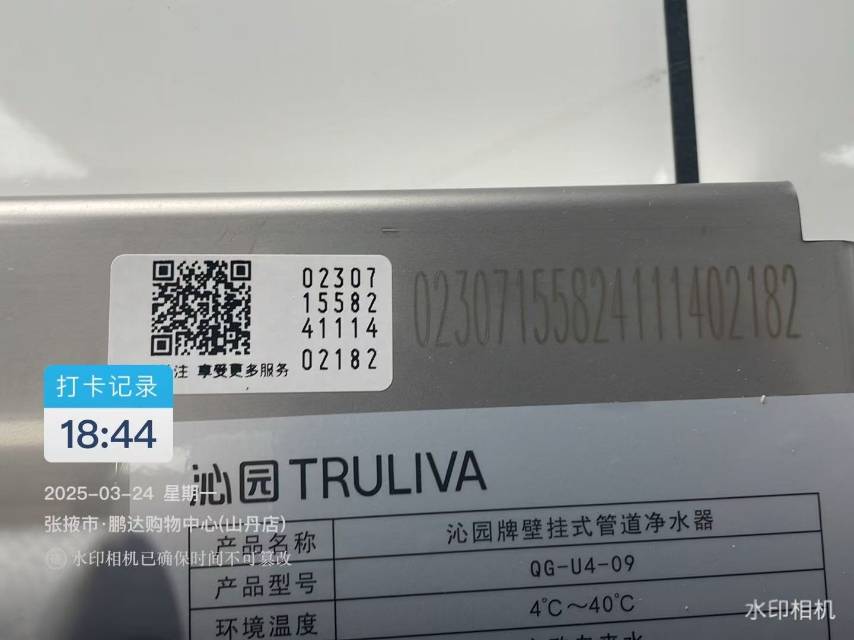 02307
15582
41114
02182
02307155824111402182
注 享受更多服务
打卡记录
18:44
沁园 TRULIVA
2025-03-24 星期一
张掖市·鹏达购物中心(山丹店)
水印相机已确保时间不可篡改
产品名称 沁园牌壁挂式管道净水器
产品型号 QG-U4-09
环境温度 4℃~40℃
水印相机